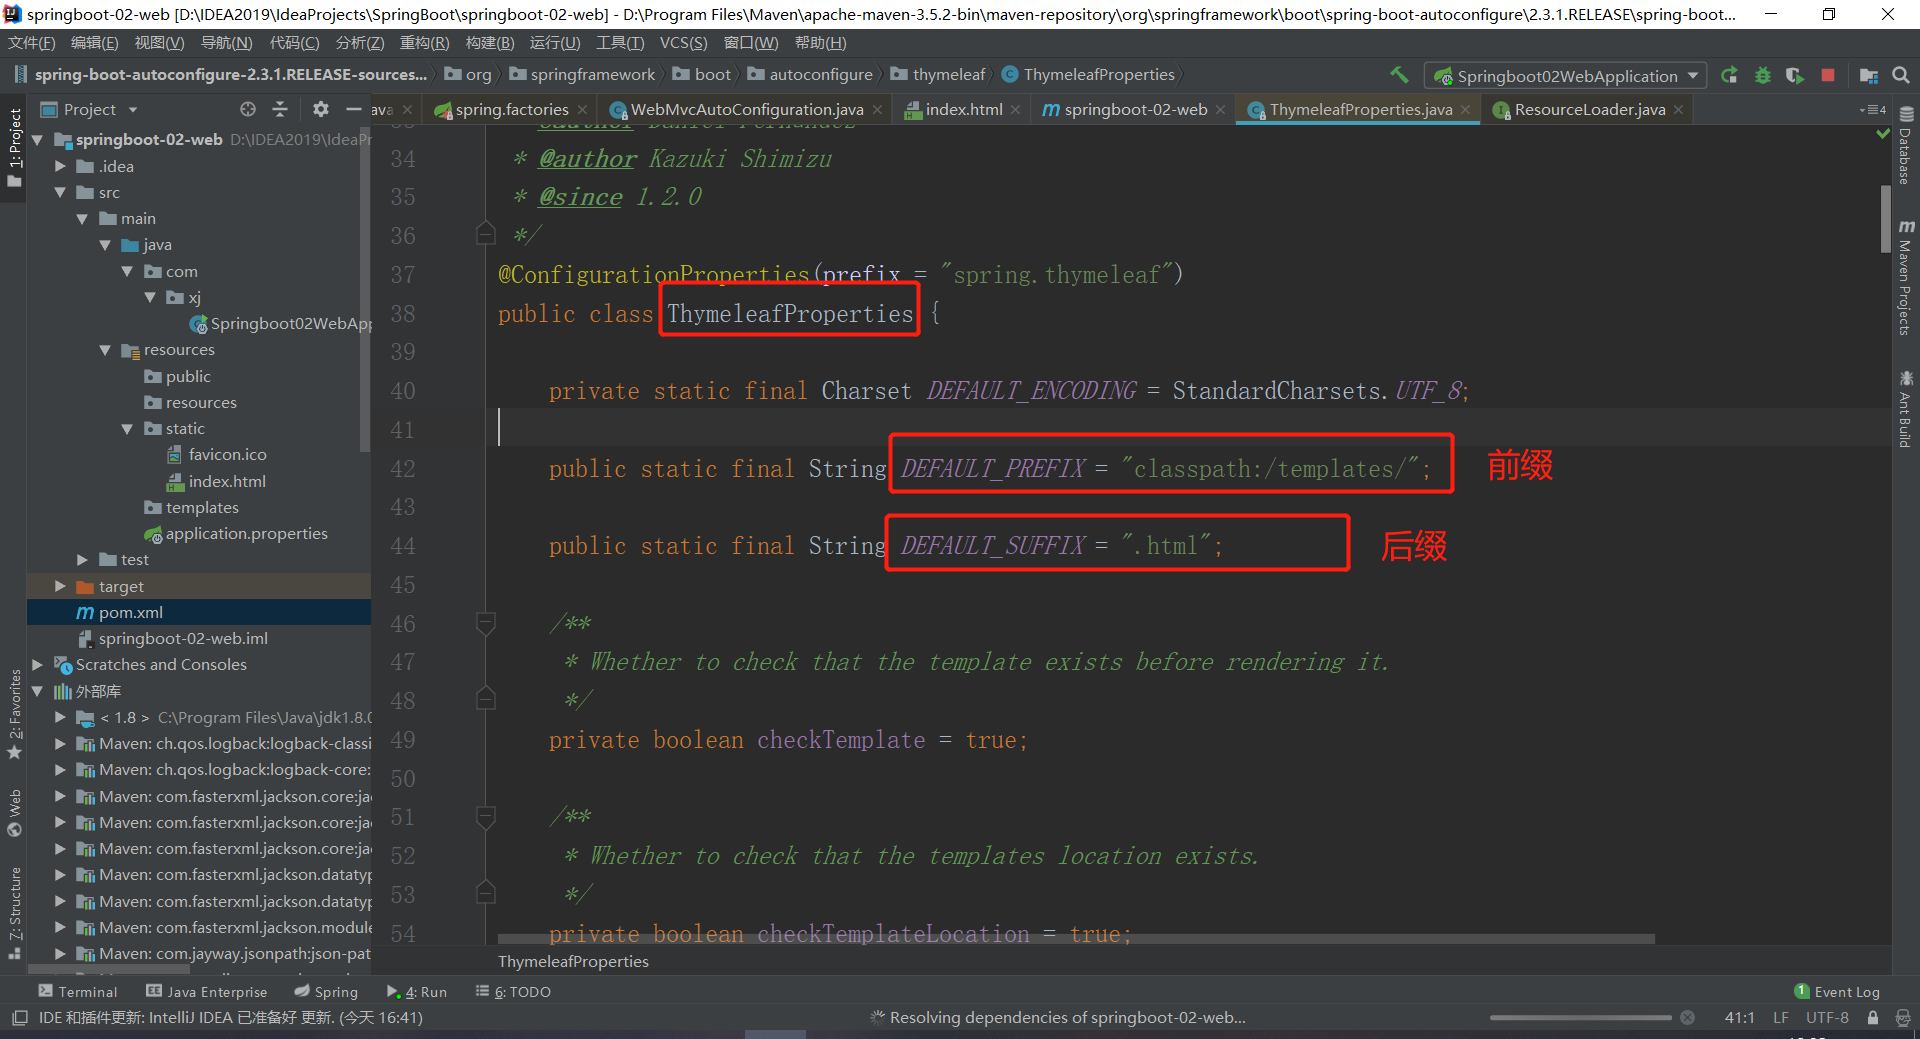 springboot-02-web [D:\IDEA2019\IdeaProjects\SpringBoot\springboot-02-web] - D:\Program Files\Maven\apache-maven-3.5.2-bin\maven-repository\org\springframework\boot\spring-boot-autoconfigure\2.3.1.RELEASE\spring-boot...
文件(F) 编辑(E) 视图(V) 导航(N) 代码(C) 分析(Z) 重构(R) 构建(B) 运行(U) 工具(T) VCS(S) 窗口(W) 帮助(H)
spring-boot-autoconfigure-2.3.1.RELEASE-sources... org springframework boot autoconfigure thymeleaf ThymeleafProperties Springboot02WebApplication
Project ava spring.factories WebMvcAutoConfiguration.java index.html springboot-02-web ThymeleafProperties.java ResourceLoader.java 4
1: Project
2: Favorites
Web
Z: Structure
springboot-02-web D:\IDEA2019\IdeaPr
.idea
src
main
java
com
xj
Springboot02WebApp
resources
public
resources
static
favicon.ico
index.html
templates
application.properties
test
target
pom.xml
springboot-02-web.iml
Scratches and Consoles
外部库
< 1.8 > C:\Program Files\Java\jdk1.8.0
Maven: ch.qos.logback:logback-classi
Maven: ch.qos.logback:logback-core:
Maven: com.fasterxml.jackson.core:ja
Maven: com.fasterxml.jackson.core:ja
Maven: com.fasterxml.jackson.core:ja
Maven: com.fasterxml.jackson.datatyp
Maven: com.fasterxml.jackson.datatyp
Maven: com.fasterxml.jackson.module
Maven: com.jayway.jsonpath:json-pat
33 * @author Daniel Fernández
34 * @author Kazuki Shimizu
35 * @since 1.2.0
36 */
37 @ConfigurationProperties(prefix = "spring.thymeleaf")
38 public class ThymeleafProperties {
39
40 private static final Charset DEFAULT_ENCODING = StandardCharsets.UTF_8;
41
42 public static final String DEFAULT_PREFIX = "classpath:/templates/"; 前缀
43
44 public static final String DEFAULT_SUFFIX = ".html"; 后缀
45
46 /**
47 * Whether to check that the template exists before rendering it.
48 */
49 private boolean checkTemplate = true;
50
51 /**
52 * Whether to check that the templates location exists.
53 */
54 private boolean checkTemplateLocation = true;
ThymeleafProperties
Database
Maven Projects
Ant Build
Terminal Java Enterprise Spring 4: Run 6: TODO 1 Event Log
IDE 和插件更新: IntelliJ IDEA 已准备好 更新. (今天 16:41) Resolving dependencies of springboot-02-web... 41:1 LF UTF-8